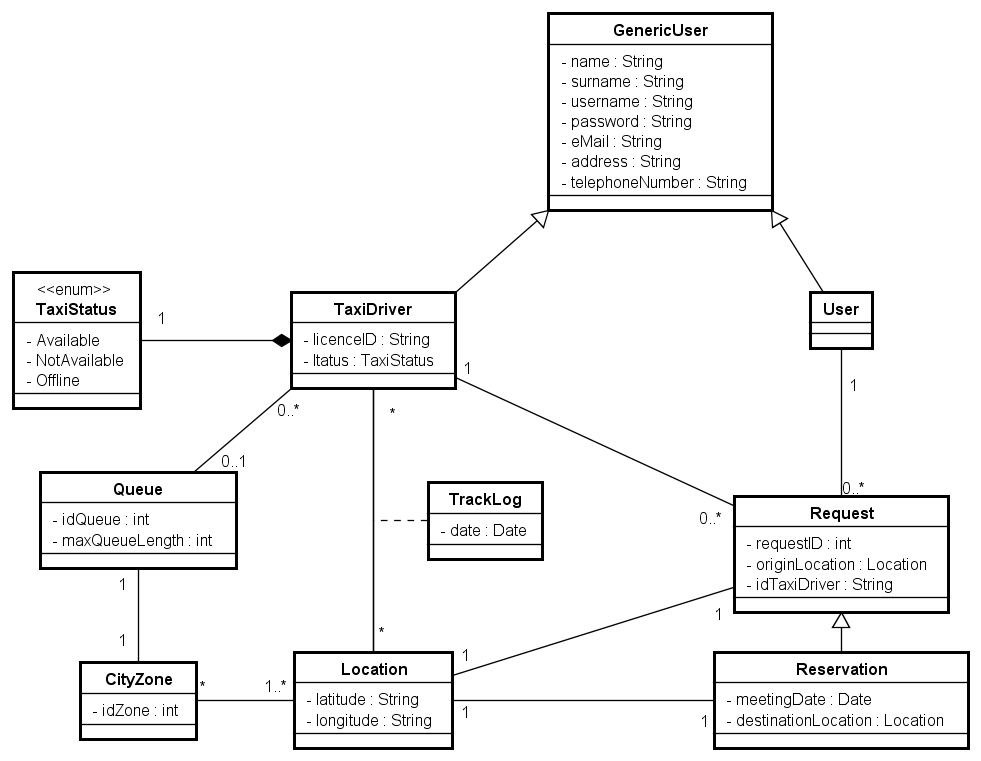 GenericUser
- name : String
- surname : String
- username : String
- password : String
- eMail : String
- address : String
- telephoneNumber : String
<<enum>>
TaxiStatus
- Available
- NotAvailable
- Offline
1
TaxiDriver
- licenceID : String
- ltatus : TaxiStatus
User
1
1
0..*
*
0..1
0..*
Queue
- idQueue : int
- maxQueueLength : int
TrackLog
- date : Date
0..*
Request
- requestID : int
- originLocation : Location
- idTaxiDriver : String
1
1
1
*
1
CityZone
- idZone : int
*
1..*
Location
- latitude : String
- longitude : String
1
1
Reservation
- meetingDate : Date
- destinationLocation : Location